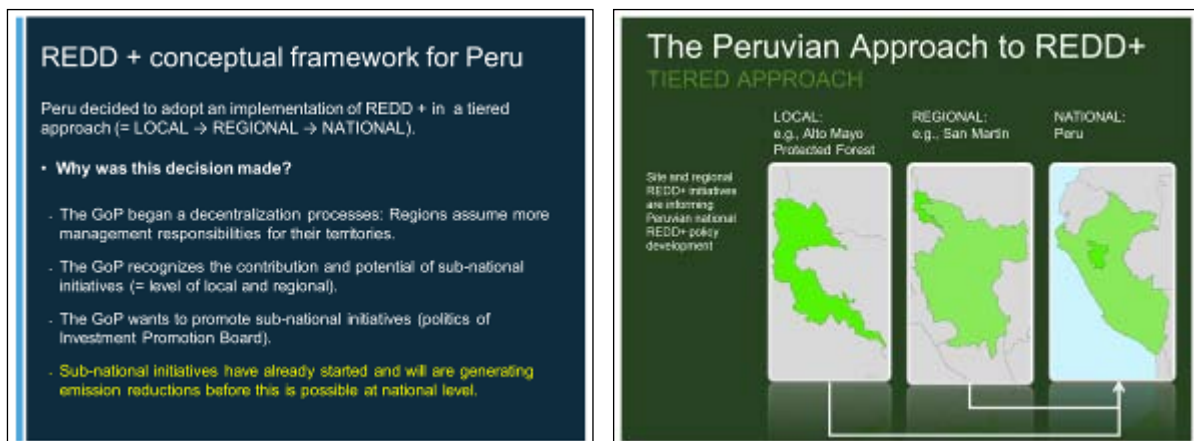 REDD + conceptual framework for Peru
Peru decided to adopt an implementation of REDD + in a tiered
approach (= LOCAL → REGIONAL → NATIONAL).
• Why was this decision made?
- The GoP began a decentralization processes: Regions assume more
management responsibilities for their territories.
- The GoP recognizes the contribution and potential of sub-national
initiatives (= level of local and regional).
- The GoP wants to promote sub-national initiatives (politics of
Investment Promotion Board).
- Sub-national initiatives have already started and will are generating
emission reductions before this is possible at national level.
The Peruvian Approach to REDD+
TIERED APPROACH
LOCAL:
e.g., Alto Mayo
Protected Forest
REGIONAL:
e.g., San Martin
NATIONAL:
Peru
Site and regional
REDD+ initiatives
are informing
Peruvian national
REDD+ policy
development